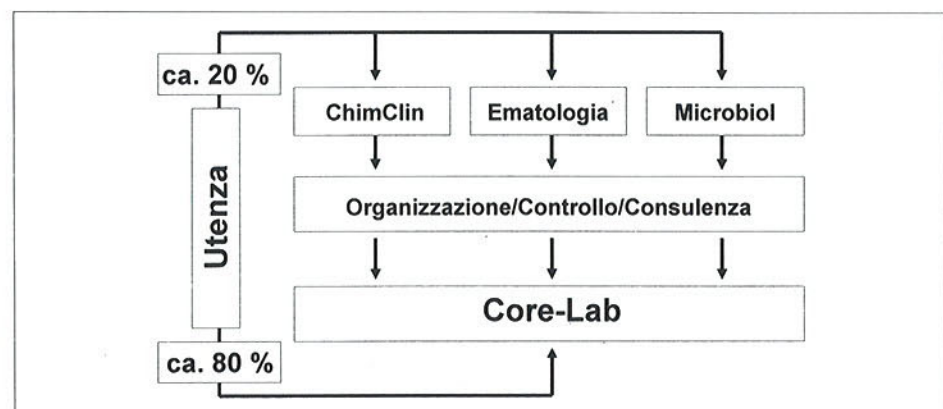 ca. 20 %
ChimClin
Ematologia
Microbiol
Utenza
Organizzazione/Controllo/Consulenza
Core-Lab
ca. 80 %